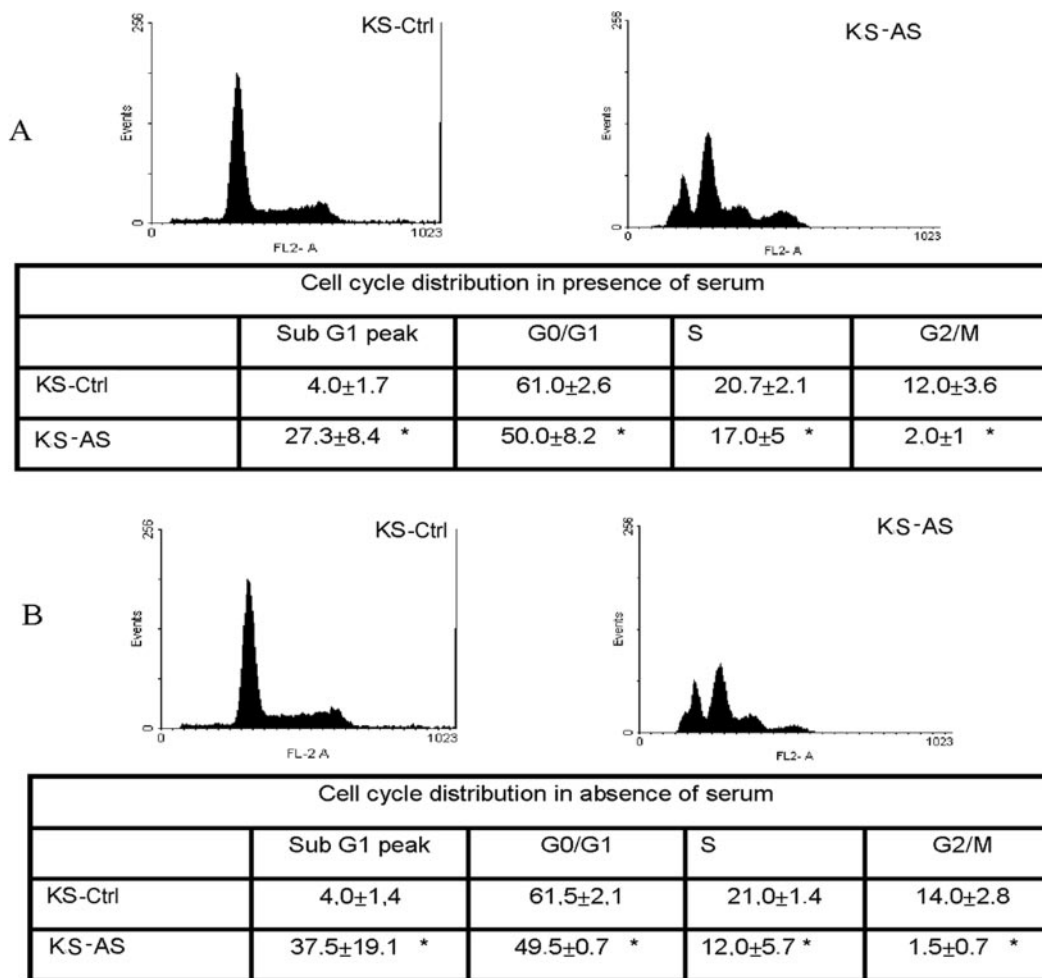 A
KS-Ctrl
256
Events
0
0
1023
FL2- A
KS-AS
256
Events
0
0
1023
FL2- A
Cell cycle distribution in presence of serum
Sub G1 peak G0/G1 S G2/M
KS-Ctrl 4.0±1.7 61.0±2.6 20.7±2.1 12.0±3.6
KS-AS 27.3±8.4 * 50.0±8.2 * 17.0±5 * 2.0±1 *
B
KS-Ctrl
256
Events
0
0
1023
FL-2 A
KS-AS
256
Events
0
0
1023
FL2- A
Cell cycle distribution in absence of serum
Sub G1 peak G0/G1 S G2/M
KS-Ctrl 4.0±1.4 61.5±2.1 21.0±1.4 14.0±2.8
KS-AS 37.5±19.1 * 49.5±0.7 * 12.0±5.7 * 1.5±0.7 *